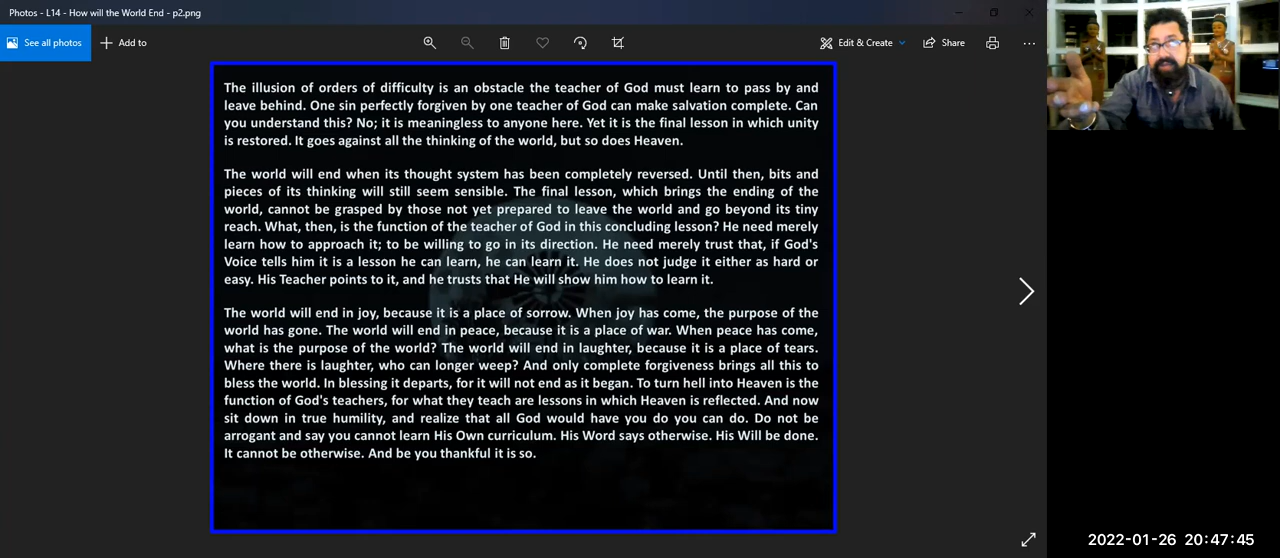 Photos - L14 - How will the World End - p2.png
See all photos
Add to
Edit & Create
Share
The illusion of orders of difficulty is an obstacle the teacher of God must learn to pass by and
leave behind. One sin perfectly forgiven by one teacher of God can make salvation complete. Can
you understand this? No; it is meaningless to anyone here. Yet it is the final lesson in which unity
is restored. It goes against all the thinking of the world, but so does Heaven.
The world will end when its thought system has been completely reversed. Until then, bits and
pieces of its thinking will still seem sensible. The final lesson, which brings the ending of the
world, cannot be grasped by those not yet prepared to leave the world and go beyond its tiny
reach. What, then, is the function of the teacher of God in this concluding lesson? He need merely
learn how to approach it; to be willing to go in its direction. He need merely trust that, if God's
Voice tells him it is a lesson he can learn, he can learn it. He does not judge it either as hard or
easy. His Teacher points to it, and he trusts that He will show him how to learn it.
The world will end in joy, because it is a place of sorrow. When joy has come, the purpose of the
world has gone. The world will end in peace, because it is a place of war. When peace has come,
what is the purpose of the world? The world will end in laughter, because it is a place of tears.
Where there is laughter, who can longer weep? And only complete forgiveness brings all this to
bless the world. In blessing it departs, for it will not end as it began. To turn hell into Heaven is the
function of God's teachers, for what they teach are lessons in which Heaven is reflected. And now
sit down in true humility, and realize that all God would have you do you can do. Do not be
arrogant and say you cannot learn His Own curriculum. His Word says otherwise. His Will be done.
It cannot be otherwise. And be you thankful it is so.
2022-01-26 20:47:45